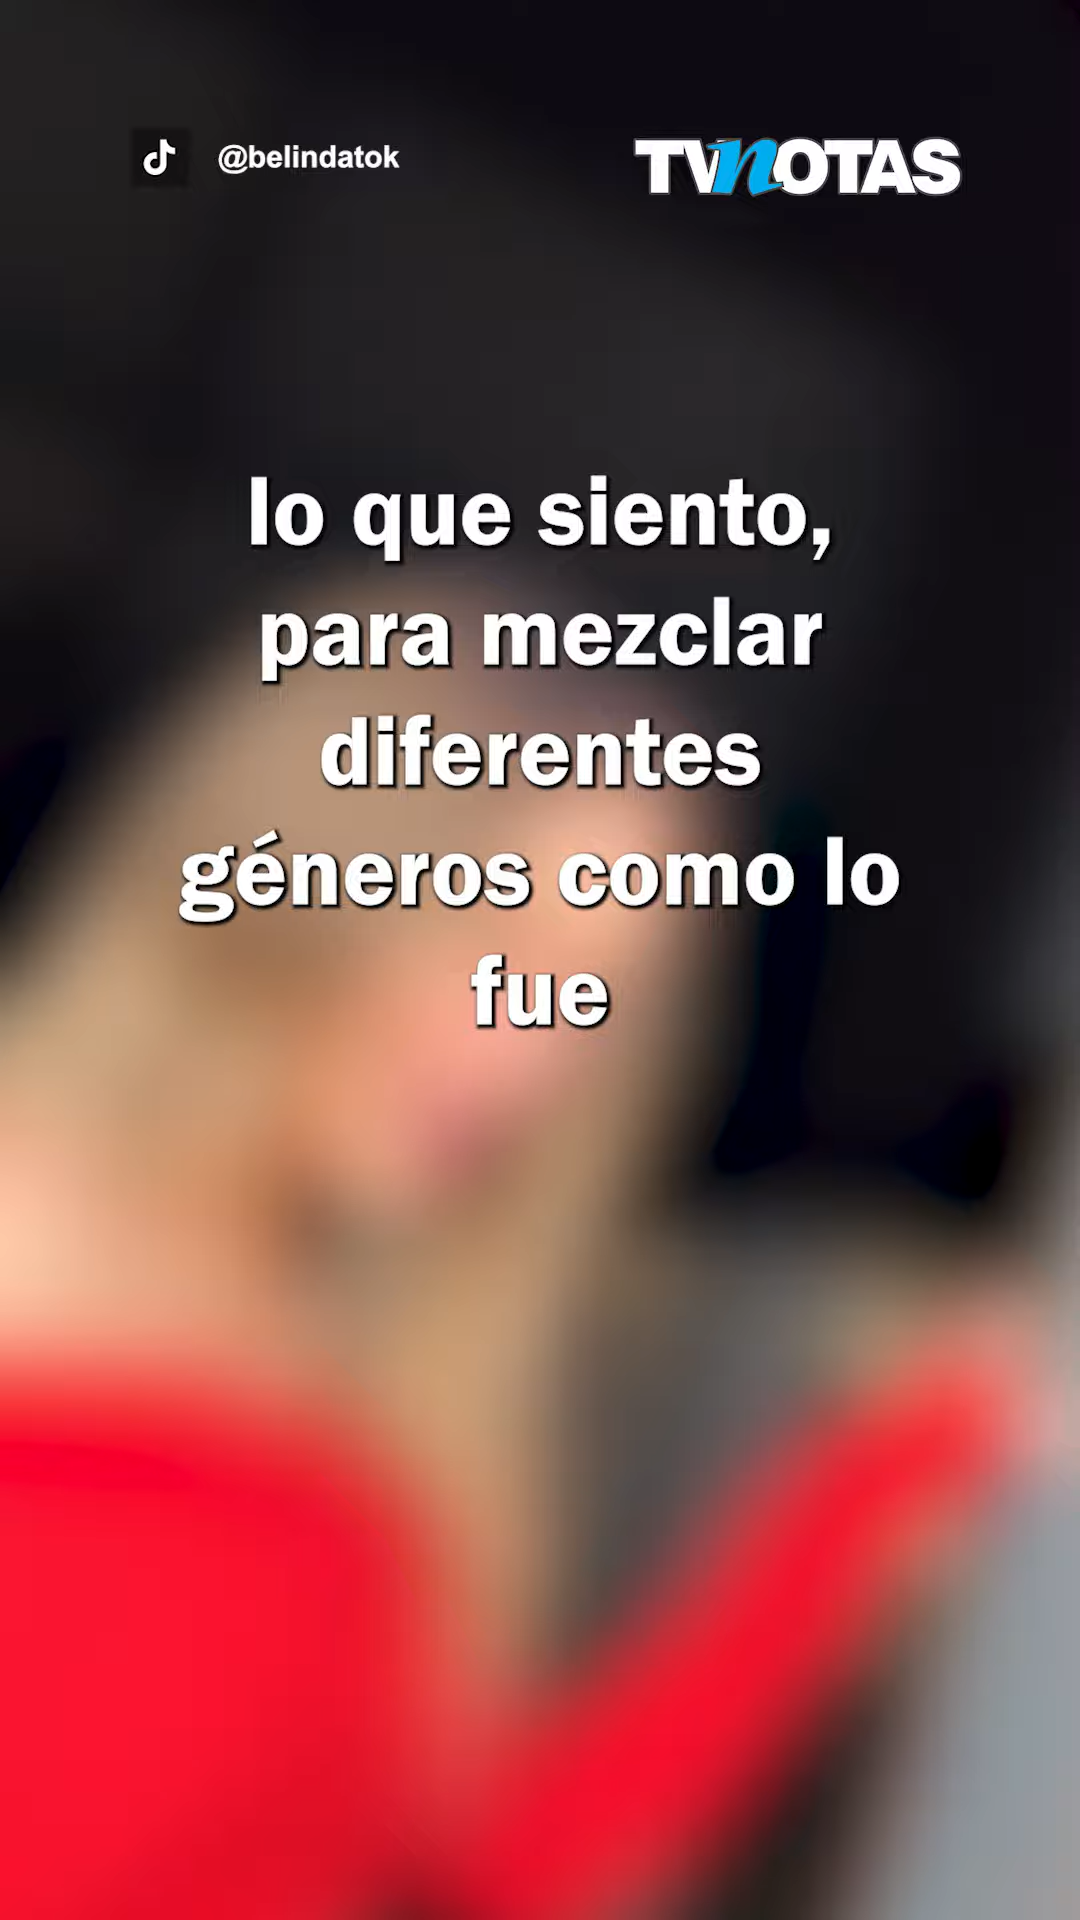 @belindatok
TVnOTAS
lo que siento,
para mezclar
diferentes
géneros como lo
fue